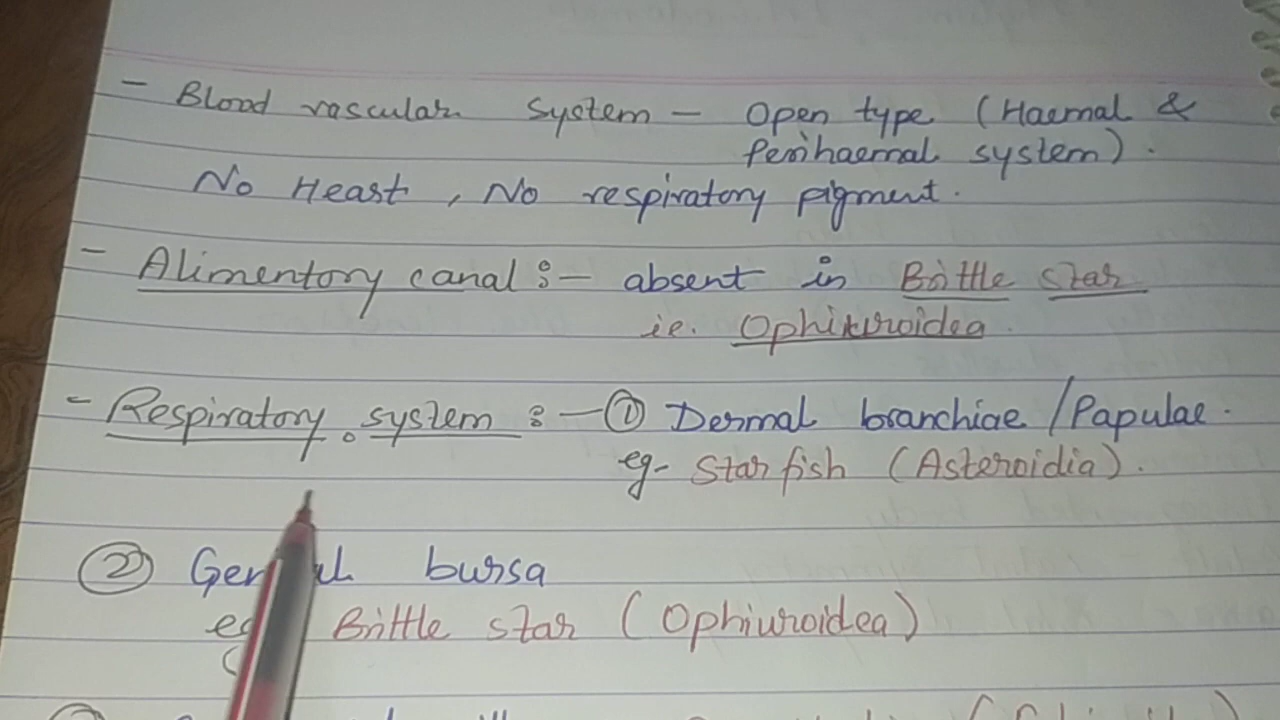 - Blood vascular System - Open type (Haemal &
Perihaemal system).
No Heart, No respiratory pigment.
- Alimentory canal :- absent in Brittle Star
ie. Ophiuroidea.
- Respiratory system :- ① Dermal branchiae / Papulae.
eg- Star fish (Asteroidia).
② bursa
Brittle star (Ophiuroidea)